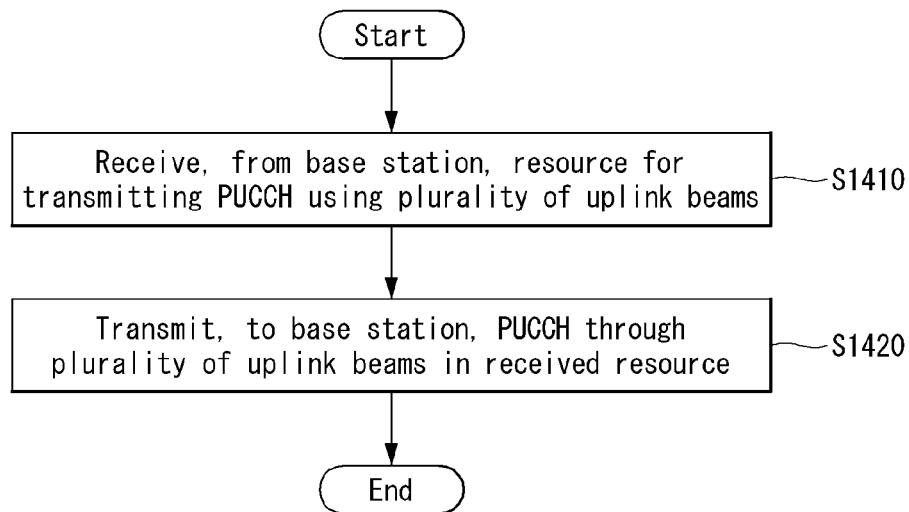 Start
Receive, from base station, resource for
transmitting PUCCH using plurality of uplink beams
S1410
Transmit, to base station, PUCCH through
plurality of uplink beams in received resource
S1420
End